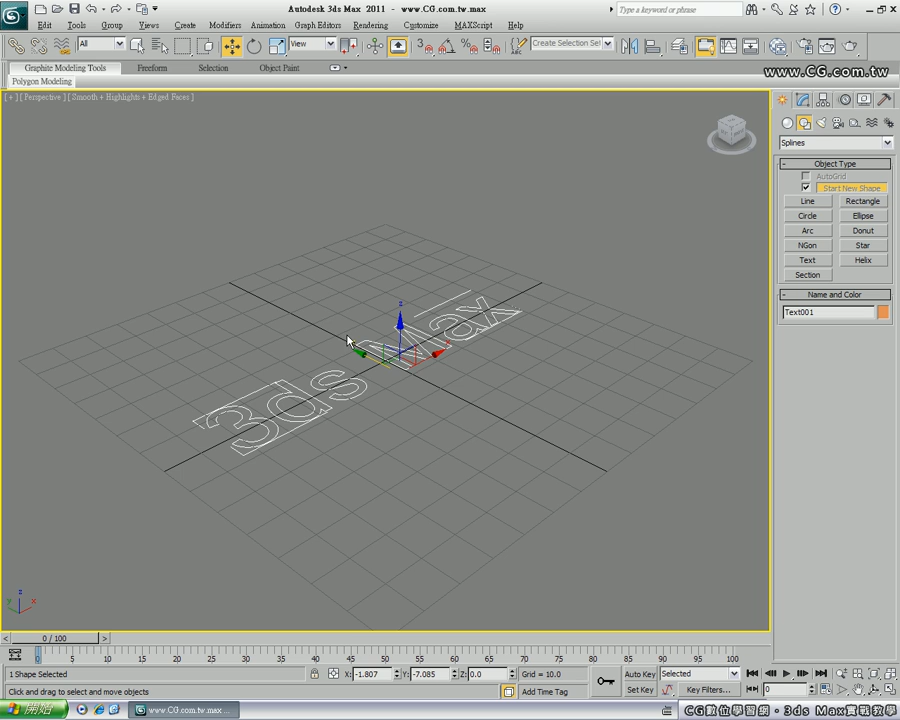 Autodesk 3ds Max 2011 - www.CG.com.tw.max
Type a keyword or phrase
Edit Tools Group Views Create Modifiers Animation Graph Editors Rendering Customize MAXScript Help
All
View
3
Create Selection Set
Graphite Modeling Tools Freeform Selection Object Paint
www.CG.com.tw
Polygon Modeling
[ + ] [ Perspective ] [ Smooth + Highlights + Edged Faces ]
Splines
- Object Type
AutoGrid
Start New Shape
Line Rectangle
Circle Ellipse
Arc Donut
NGon Star
Text Helix
Section
- Name and Color
Text001
z
3ds Max
z
y x
< 0 / 100 >
0 5 10 15 20 25 30 35 40 45 50 55 60 65 70 75 80 85 90 95 100
1 Shape Selected
X: -1.807 Y: -7.085 Z: 0.0 Grid = 10.0
Auto Key Selected
Click and drag to select and move objects
Add Time Tag
Set Key Key Filters...
0
開始
www.CG.com.tw.max ...
CG數位學習網・3ds Max實戰教學